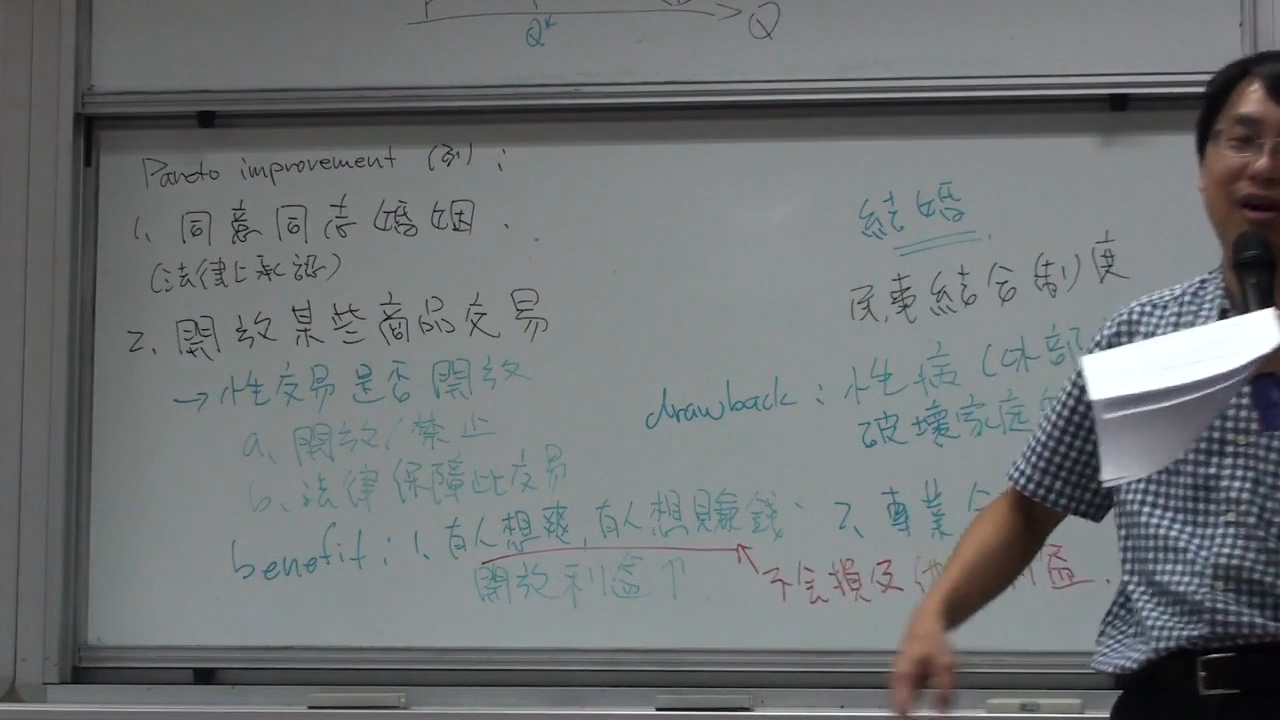 Q* Q
Pareto improvement (例):
1、同意同志婚姻.
(法律上承認)
2、開放某些商品交易
→性交易是否開放
a、開放/禁止
b、法律保障此交易
benefit: 1、有人想爽,有人想賺錢、 2、專業
開放利益↑
不会損及 利益.
結婚
民事結合制度
drawback: 性病(外部
破壞家庭